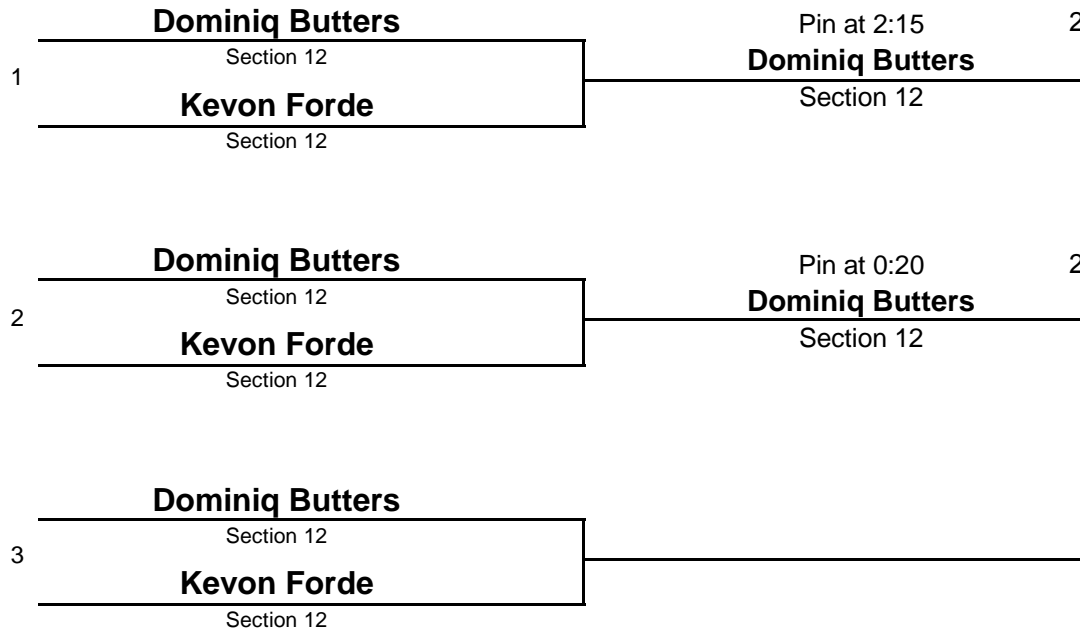 Dominiq Butters
Section 12
1
Kevon Forde
Section 12
Pin at 2:15
2
Dominiq Butters
Section 12
Dominiq Butters
Section 12
2
Kevon Forde
Section 12
Pin at 0:20
2
Dominiq Butters
Section 12
Dominiq Butters
Section 12
3
Kevon Forde
Section 12